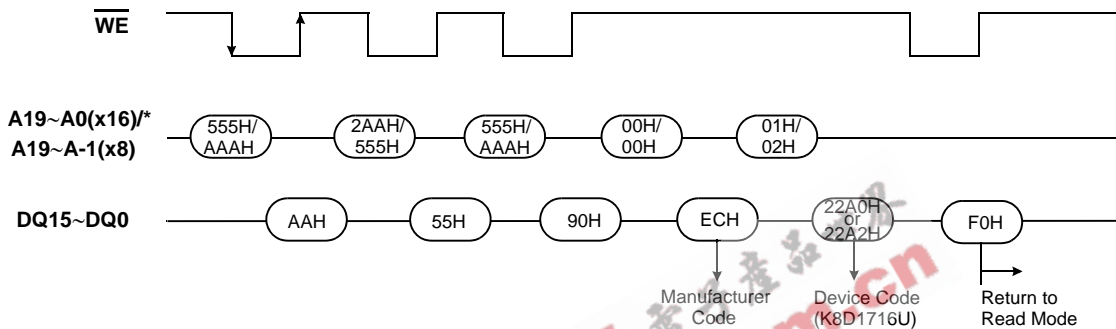 WE
A19~A0(x16)/*
A19~A-1(x8)
555H/
AAAH
2AAH/
555H
555H/
AAAH
00H/
00H
01H/
02H
DQ15~DQ0
AAH
55H
90H
ECH
22A0H
or
22A2H
F0H
Manufacturer
Code
Device Code
(K8D1716U)
Return to
Read Mode